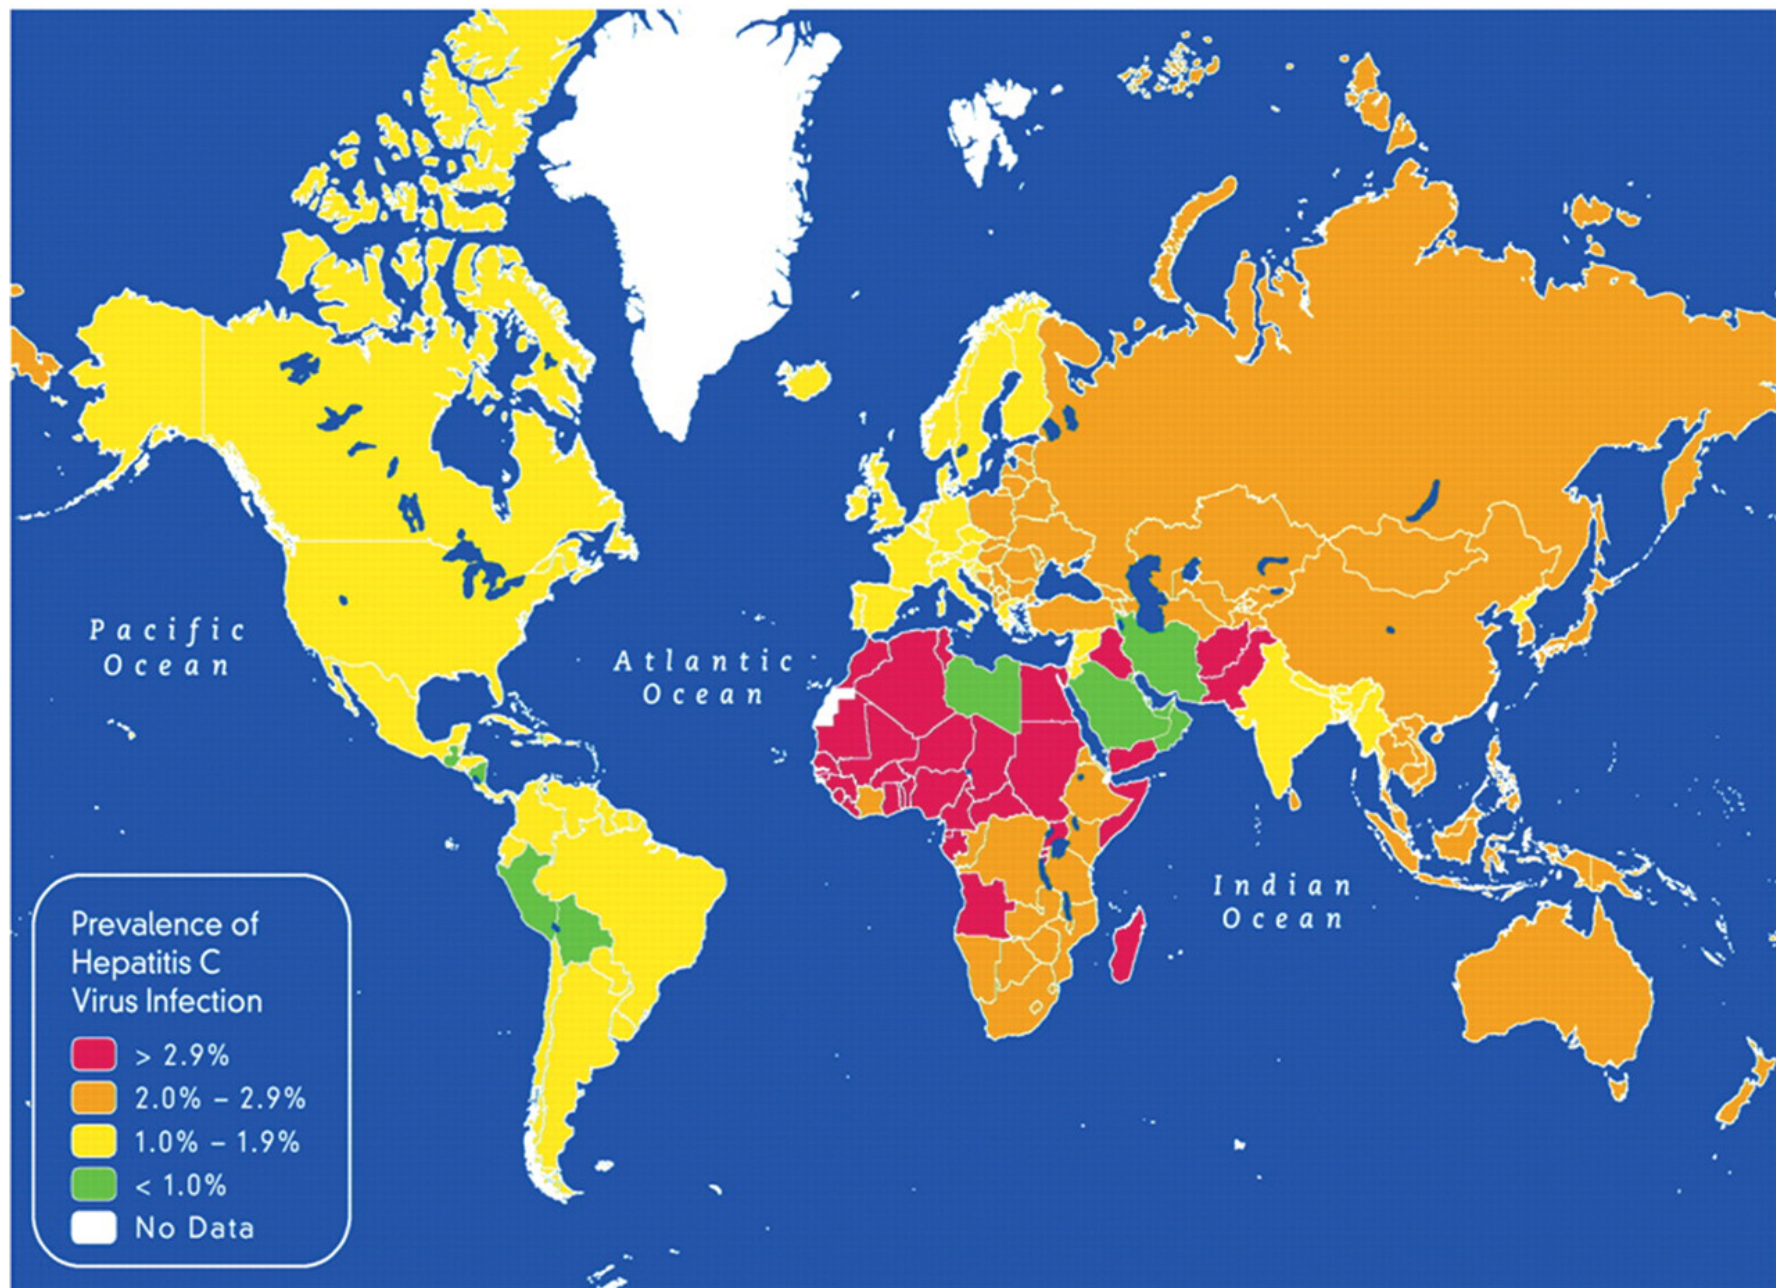 Pacific
Ocean
Atlantic
Ocean
Indian
Ocean
Prevalence of
Hepatitis C
Virus Infection
> 2.9%
2.0% – 2.9%
1.0% – 1.9%
< 1.0%
No Data